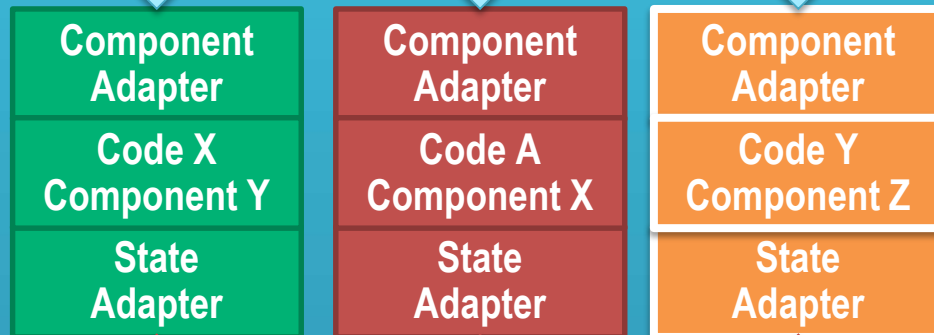 Component
Adapter
Code X
Component Y
State
Adapter
Component
Adapter
Code A
Component X
State
Adapter
Component
Adapter
Code Y
Component Z
State
Adapter